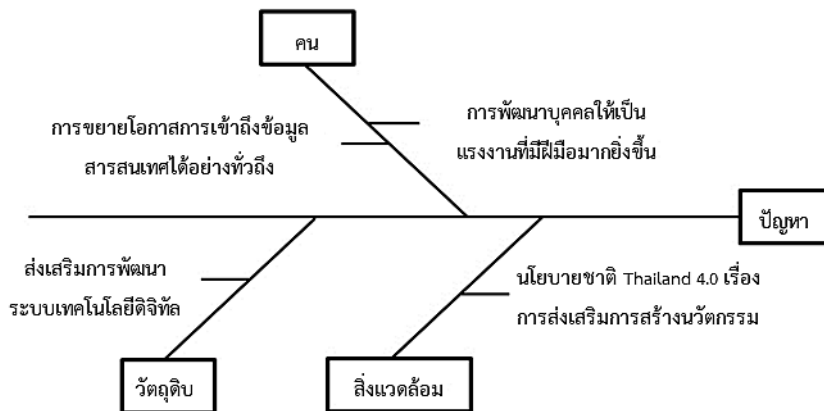 คน
การขยายโอกาสการเข้าถึงข้อมูล
สารสนเทศได้อย่างทั่วถึง
การพัฒนาบุคคลให้เป็น
แรงงานที่มีฝีมือมากยิ่งขึ้น
ปัญหา
ส่งเสริมการพัฒนา
ระบบเทคโนโลยีดิจิทัล
นโยบายชาติ Thailand 4.0 เรื่อง
การส่งเสริมการสร้างนวัตกรรม
วัตถุดิบ
สิ่งแวดล้อม